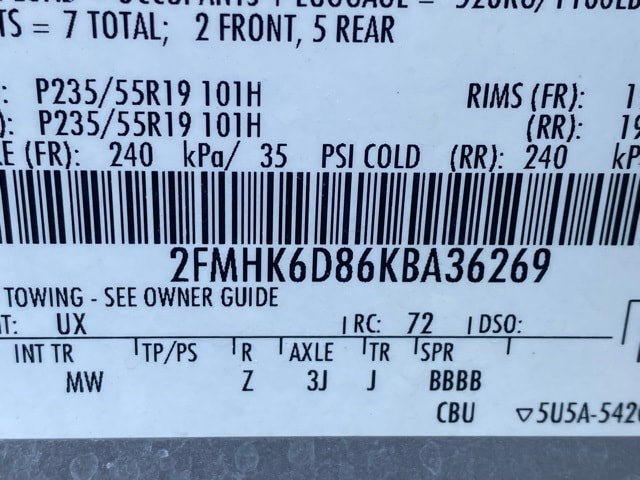 OCCUPANTS + LUGGAGE =
= 7 TOTAL; 2 FRONT, 5 REAR
P235/55R19 101H RIMS (FR):
P235/55R19 101H (RR):
(FR): 240 kPa/ 35 PSI COLD (RR): 240
2FMHK6D86KBA36269
TOWING - SEE OWNER GUIDE
UX RC: 72 DSO:
INT TR TP/PS R AXLE TR SPR
MW Z 3J J BBBB
CBU ▽5U5A-542